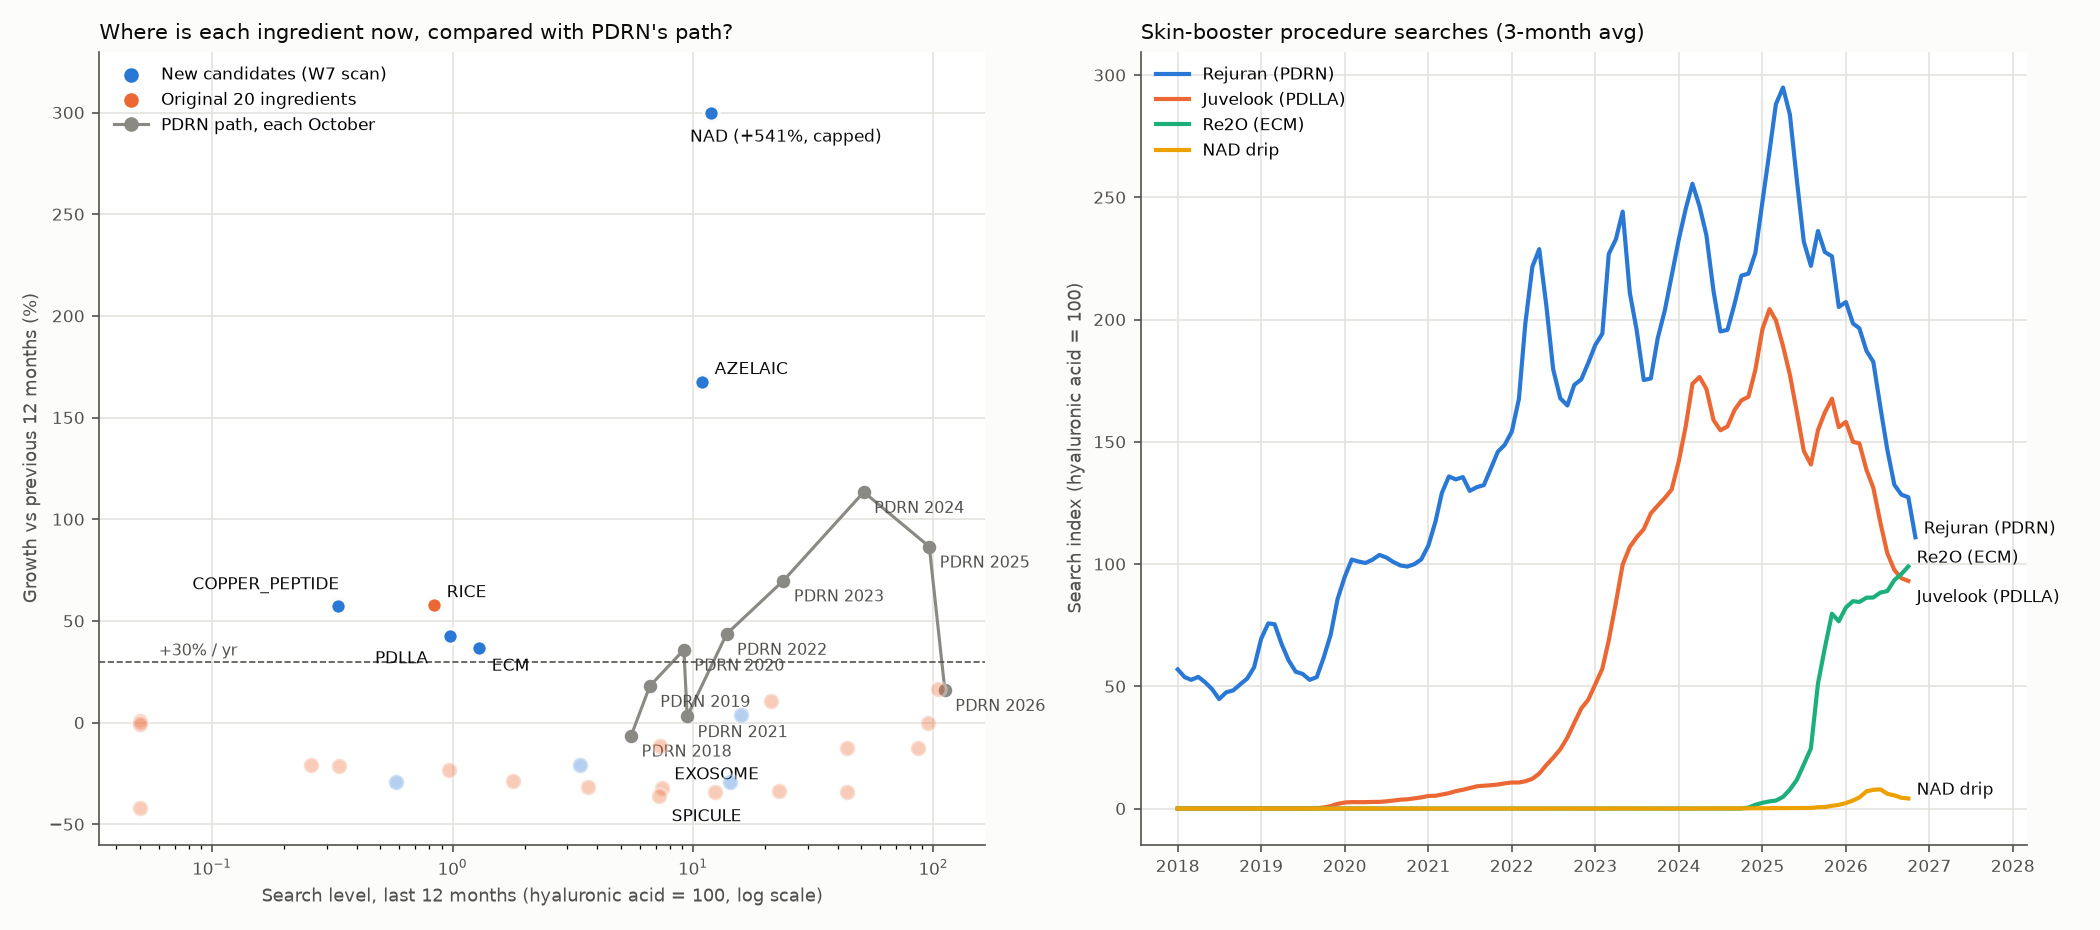 Where is each ingredient now, compared with PDRN's path?
New candidates (W7 scan)
Original 20 ingredients
PDRN path, each October
Growth vs previous 12 months (%)
300
250
200
150
100
50
0
−50
NAD (+541%, capped)
AZELAIC
COPPER_PEPTIDE
RICE
PDLLA
ECM
+30% / yr
PDRN 2024
PDRN 2025
PDRN 2023
PDRN 2022
PDRN 2020
PDRN 2019
PDRN 2026
PDRN 2021
PDRN 2018
EXOSOME
SPICULE
10⁻¹
10⁰
10¹
10²
Search level, last 12 months (hyaluronic acid = 100, log scale)
Skin-booster procedure searches (3-month avg)
Rejuran (PDRN)
Juvelook (PDLLA)
Re2O (ECM)
NAD drip
Search index (hyaluronic acid = 100)
300
250
200
150
100
50
0
Rejuran (PDRN)
Re2O (ECM)
Juvelook (PDLLA)
NAD drip
2018 2019 2020 2021 2022 2023 2024 2025 2026 2027 2028